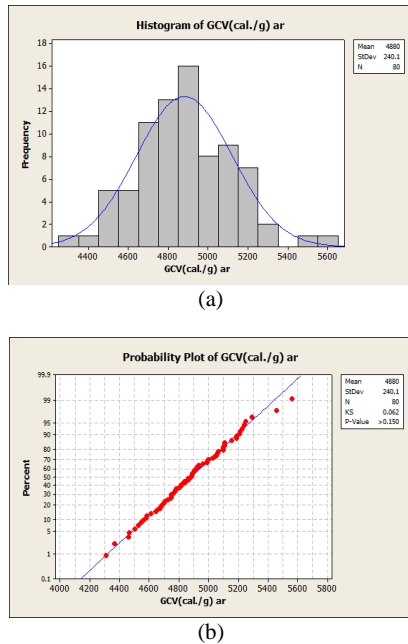 Histogram of GCV(cal./g) ar
Mean 4880
StDev 240.1
N 80
18
16
14
12
10
8
6
4
2
0
Frequency
4400 4600 4800 5000 5200 5400 5600
GCV(cal./g) ar
(a)
Probability Plot of GCV(cal./g) ar
Mean 4880
StDev 240.1
N 80
KS 0.062
P-Value >0.150
99.9
99
95
90
80
70
60
50
40
30
20
10
5
1
0.1
Percent
4000 4200 4400 4600 4800 5000 5200 5400 5600 5800
GCV(cal./g) ar
(b)